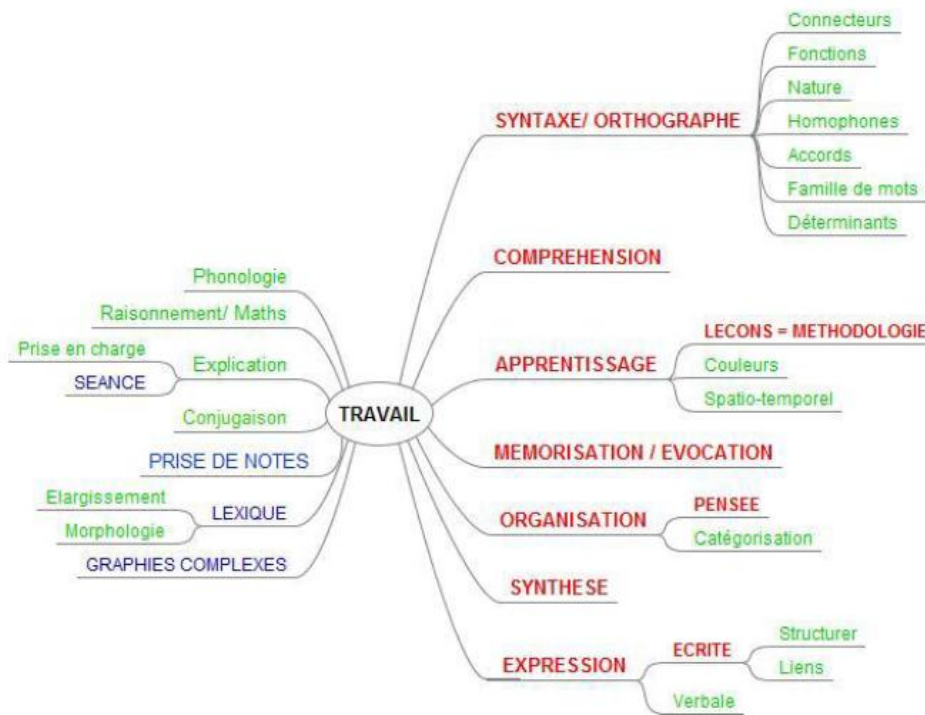 TRAVAIL
SYNTAXE/ ORTHOGRAPHE
Connecteurs
Fonctions
Nature
Homophones
Accords
Famille de mots
Déterminants
COMPREHENSION
APPRENTISSAGE
LECONS = METHODOLOGIE
Couleurs
Spatio-temporel
MEMORISATION / EVOCATION
ORGANISATION
PENSEE
Catégorisation
SYNTHESE
EXPRESSION
ECRITE
Structurer
Liens
Verbale
Phonologie
Raisonnement/ Maths
Explication
Prise en charge
SEANCE
Conjugaison
PRISE DE NOTES
LEXIQUE
Elargissement
Morphologie
GRAPHIES COMPLEXES